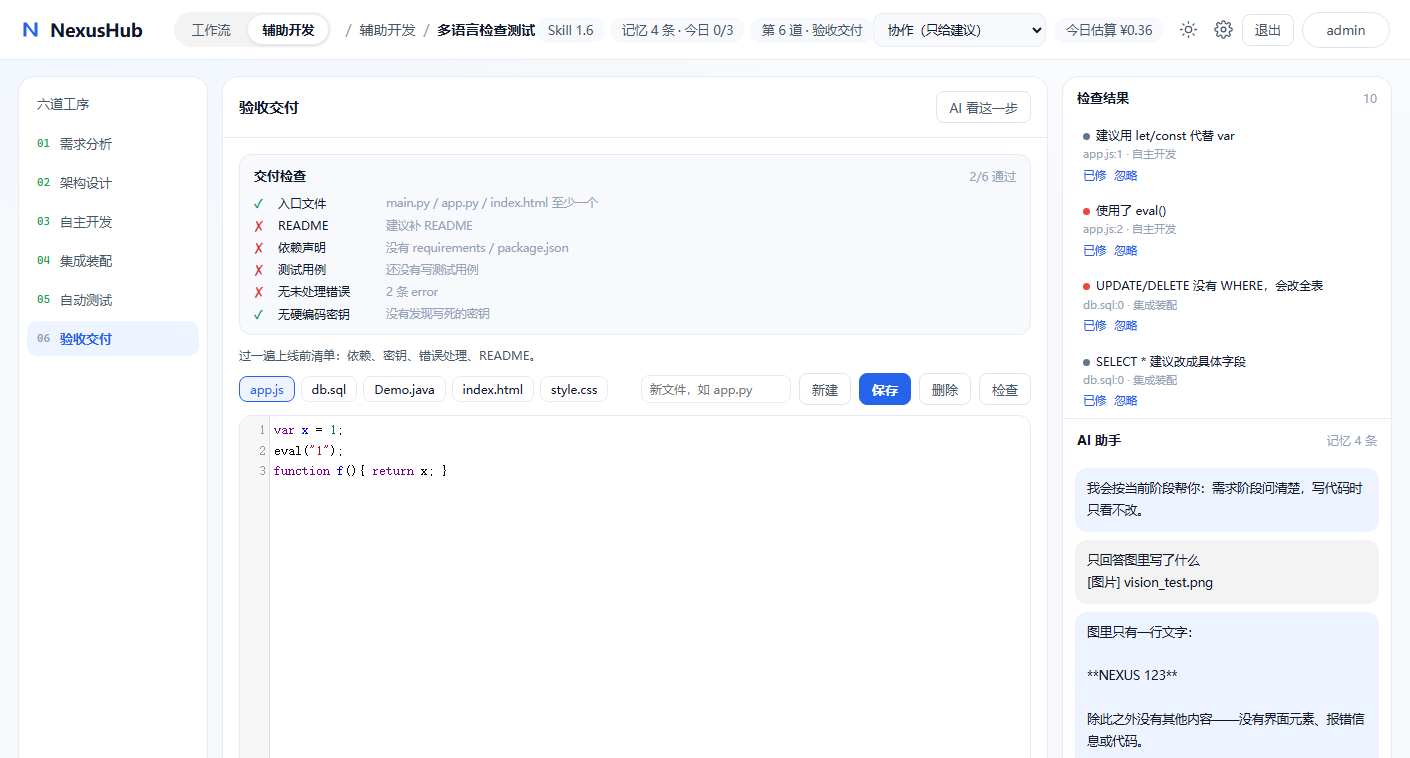 NexusHub 工作流 辅助开发 / 辅助开发 / 多语言检查测试 Skill 1.6 记忆 4 条 · 今日 0/3 第 6 道 · 验收交付 协作（只给建议） 今日估算 ¥0.36 退出 admin
六道工序
01 需求分析
02 架构设计
03 自主开发
04 集成装配
05 自动测试
06 验收交付
验收交付 AI 看这一步
交付检查 2/6 通过
✓ 入口文件 main.py / app.py / index.html 至少一个
✗ README 建议补 README
✗ 依赖声明 没有 requirements / package.json
✗ 测试用例 还没有写测试用例
✗ 无未处理错误 2 条 error
✓ 无硬编码密钥 没有发现写死的密钥
过一遍上线前清单：依赖、密钥、错误处理、README。
app.js db.sql Demo.java index.html style.css 新文件，如 app.py 新建 保存 删除 检查
1 var x = 1;
2 eval("1");
3 function f(){ return x; }
检查结果 10
建议用 let/const 代替 var
app.js:1 · 自主开发
已修 忽略
使用了 eval()
app.js:2 · 自主开发
已修 忽略
UPDATE/DELETE 没有 WHERE，会改全表
db.sql:0 · 集成装配
已修 忽略
SELECT * 建议改成具体字段
db.sql:0 · 集成装配
已修 忽略
AI 助手 记忆 4 条
我会按当前阶段帮你：需求阶段问清楚，写代码时
只看不改。
只回答图里写了什么
[图片] vision_test.png
图里只有一行文字：
**NEXUS 123**
除此之外没有其他内容——没有界面元素、报错信
息或代码。